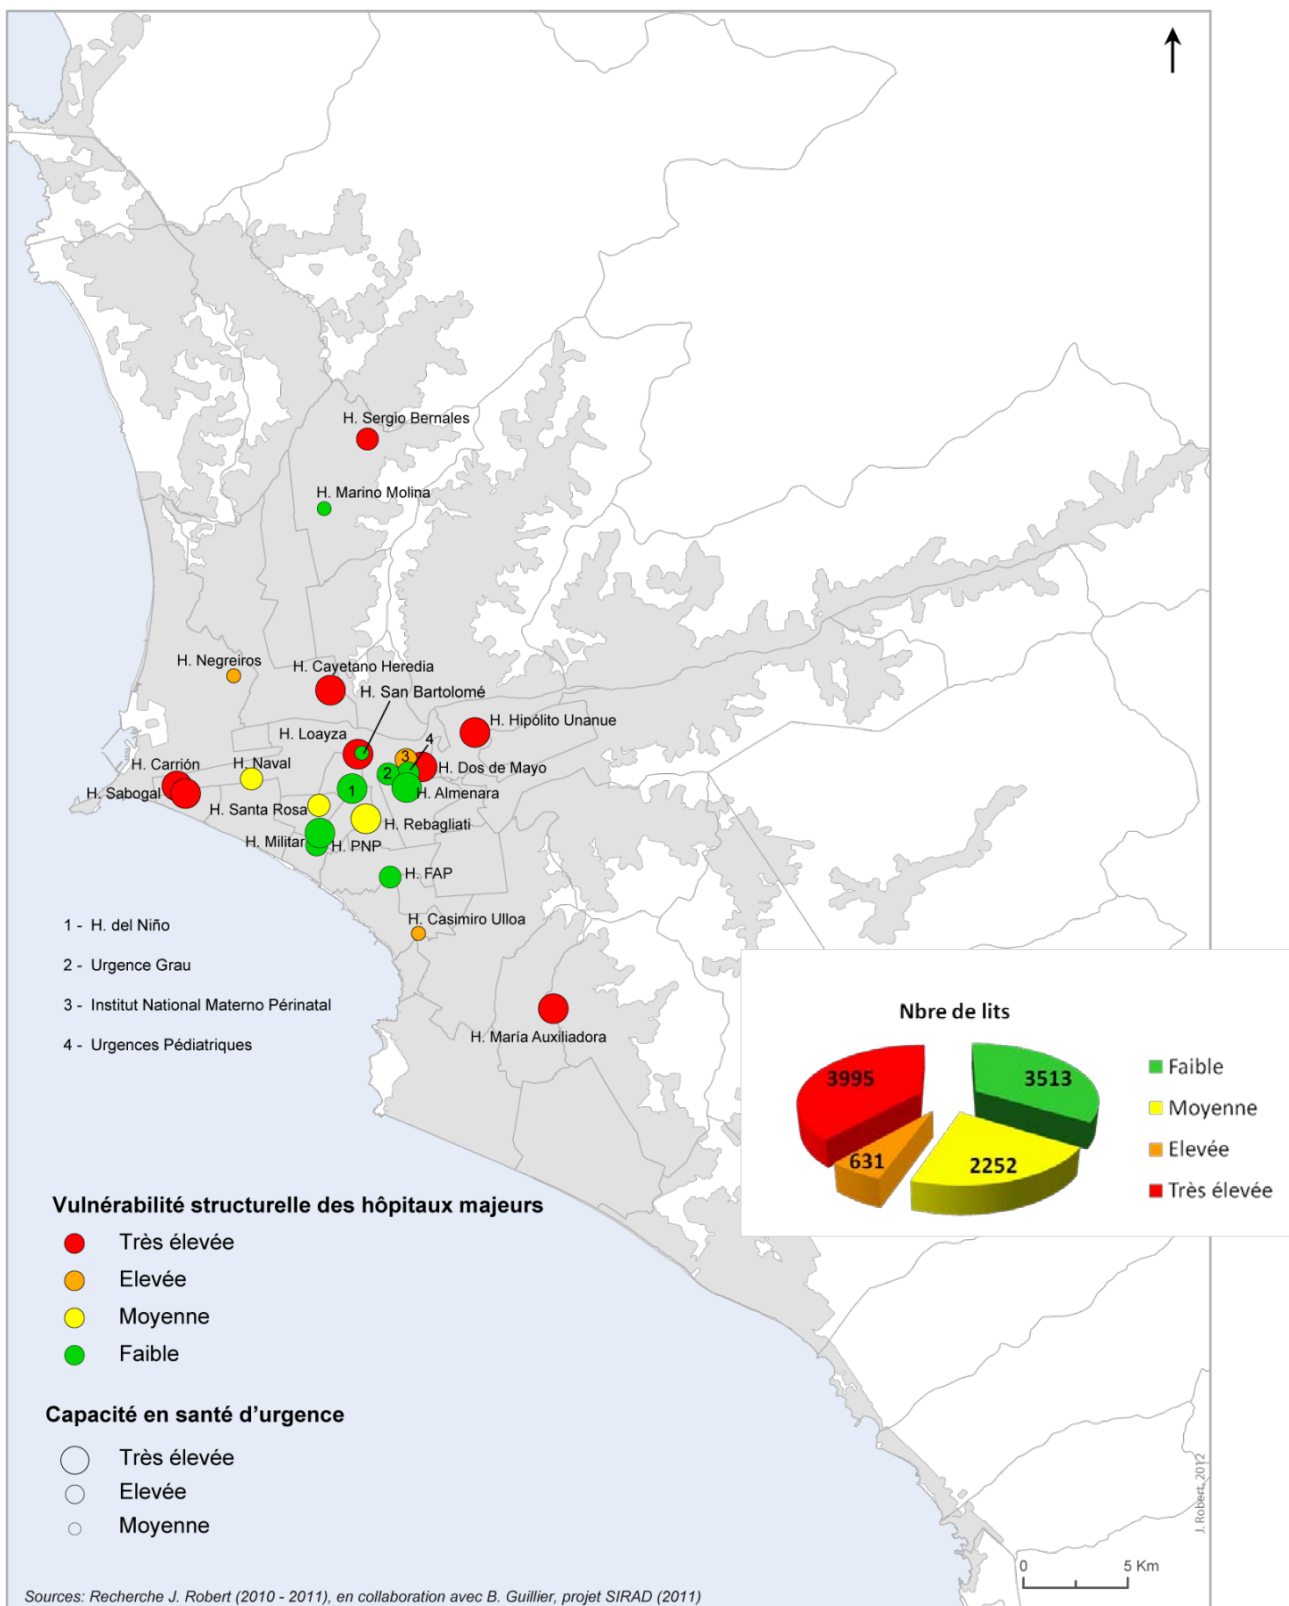 H. Sergio Bernales
H. Marino Molina
H. Negreiros
H. Cayetano Heredia
H. San Bartolomé
H. Hipólito Unanue
H. Loayza
4
3
H. Carrión
H. Naval
2
H. Dos de Mayo
H. Sabogal
1
H. Almenara
H. Santa Rosa
H. Rebagliati
H. Militar
H. PNP
H. FAP
H. Casimiro Ulloa
H. María Auxiliadora
1 - H. del Niño
2 - Urgence Grau
3 - Institut National Materno Périnatal
4 - Urgences Pédiatriques
Nbre de lits
3995
3513
631
2252
Faible
Moyenne
Elevée
Très élevée
Vulnérabilité structurelle des hôpitaux majeurs
Très élevée
Elevée
Moyenne
Faible
Capacité en santé d'urgence
Très élevée
Elevée
Moyenne
J. Robert, 2012
0 5 Km
Sources: Recherche J. Robert (2010 - 2011), en collaboration avec B. Guillier, projet SIRAD (2011)